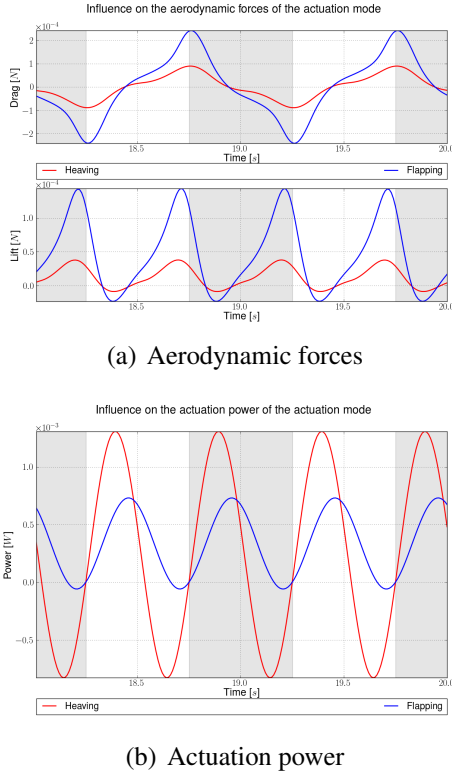 Influence on the aerodynamic forces of the actuation mode
×10⁻⁴
2
1
0
−1
−2
Drag [N]
18.5 19.0 19.5 20.0
Time [s]
Heaving Flapping
×10⁻⁴
1.0
0.5
0.0
Lift [N]
18.5 19.0 19.5 20.0
Time [s]
(a) Aerodynamic forces
Influence on the actuation power of the actuation mode
×10⁻³
1.0
0.5
0.0
−0.5
Power [W]
18.5 19.0 19.5 20.0
Time [s]
Heaving Flapping
(b) Actuation power